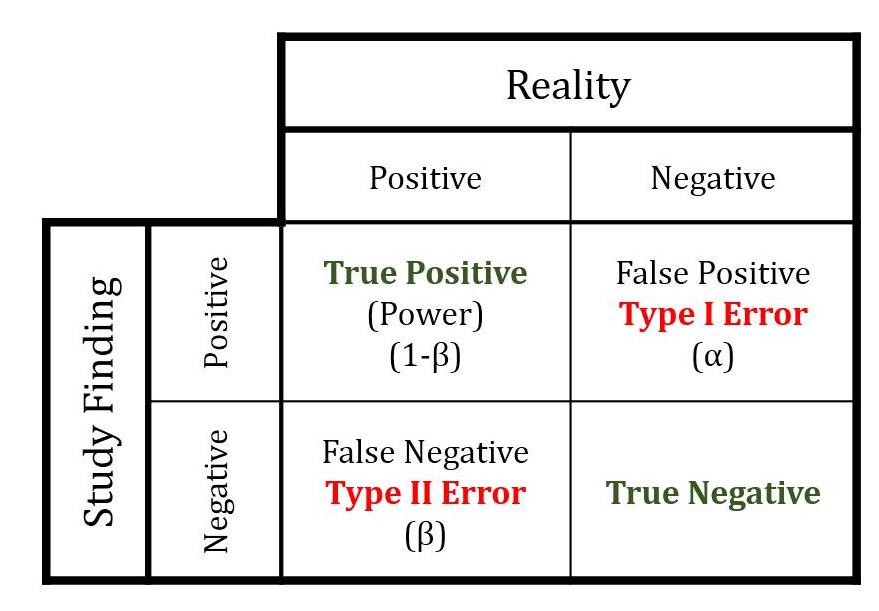 Reality
Positive
Negative
Study Finding
Positive
True Positive
(Power)
(1-β)
False Positive
Type I Error
(α)
Negative
False Negative
Type II Error
(β)
True Negative